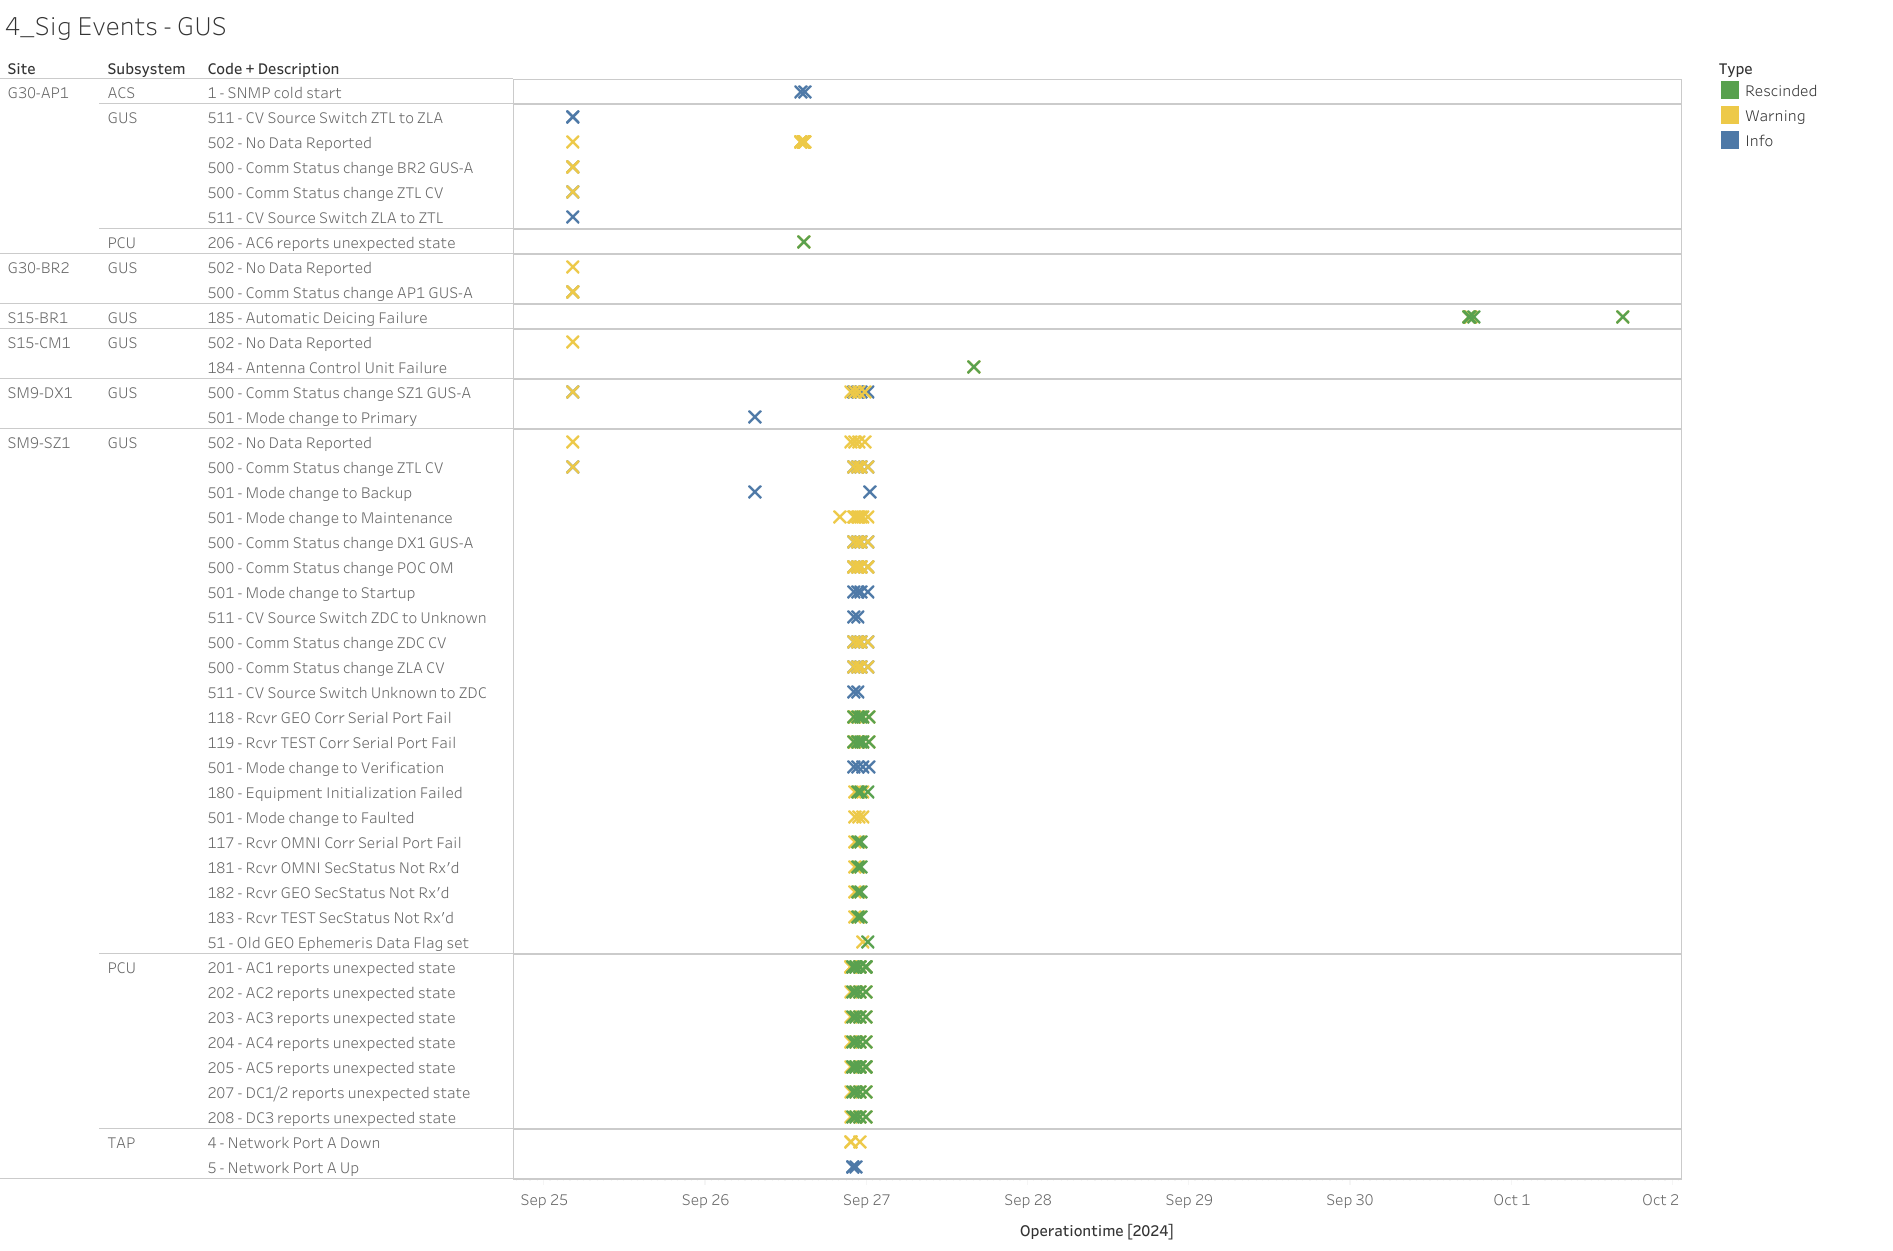 4_Sig Events - GUS
Site Subsystem Code + Description
Type
G30-AP1 ACS 1 - SNMP cold start
Rescinded
GUS 511 - CV Source Switch ZTL to ZLA
Warning
502 - No Data Reported
Info
500 - Comm Status change BR2 GUS-A
500 - Comm Status change ZTL CV
511 - CV Source Switch ZLA to ZTL
PCU 206 - AC6 reports unexpected state
G30-BR2 GUS 502 - No Data Reported
500 - Comm Status change AP1 GUS-A
S15-BR1 GUS 185 - Automatic Deicing Failure
S15-CM1 GUS 502 - No Data Reported
184 - Antenna Control Unit Failure
SM9-DX1 GUS 500 - Comm Status change SZ1 GUS-A
501 - Mode change to Primary
SM9-SZ1 GUS 502 - No Data Reported
500 - Comm Status change ZTL CV
501 - Mode change to Backup
501 - Mode change to Maintenance
500 - Comm Status change DX1 GUS-A
500 - Comm Status change POC OM
501 - Mode change to Startup
511 - CV Source Switch ZDC to Unknown
500 - Comm Status change ZDC CV
500 - Comm Status change ZLA CV
511 - CV Source Switch Unknown to ZDC
118 - Rcvr GEO Corr Serial Port Fail
119 - Rcvr TEST Corr Serial Port Fail
501 - Mode change to Verification
180 - Equipment Initialization Failed
501 - Mode change to Faulted
117 - Rcvr OMNI Corr Serial Port Fail
181 - Rcvr OMNI SecStatus Not Rx'd
182 - Rcvr GEO SecStatus Not Rx'd
183 - Rcvr TEST SecStatus Not Rx'd
51 - Old GEO Ephemeris Data Flag set
PCU 201 - AC1 reports unexpected state
202 - AC2 reports unexpected state
203 - AC3 reports unexpected state
204 - AC4 reports unexpected state
205 - AC5 reports unexpected state
207 - DC1/2 reports unexpected state
208 - DC3 reports unexpected state
TAP 4 - Network Port A Down
5 - Network Port A Up
Sep 25 Sep 26 Sep 27 Sep 28 Sep 29 Sep 30 Oct 1 Oct 2
Operationtime [2024]